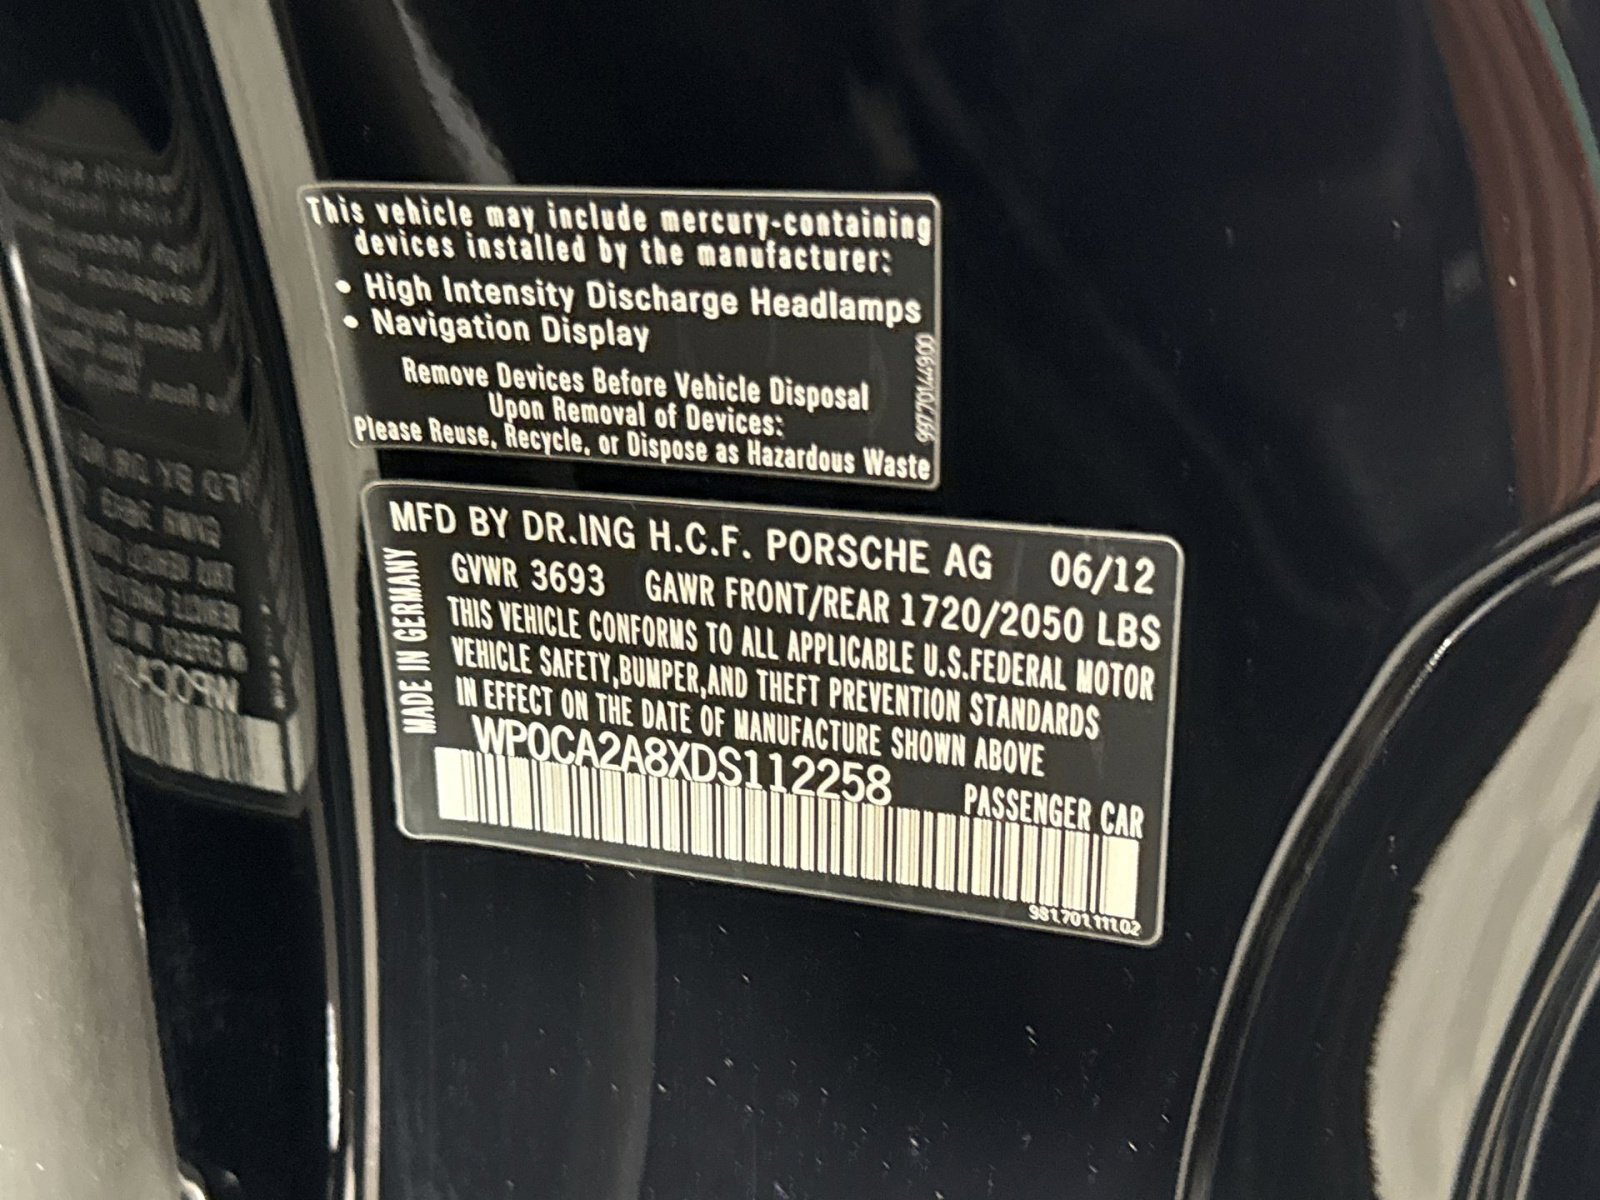 This vehicle may include mercury-containing
devices installed by the manufacturer:
• High Intensity Discharge Headlamps
• Navigation Display
Remove Devices Before Vehicle Disposal
Upon Removal of Devices:
Please Reuse, Recycle, or Dispose as Hazardous Waste
99770144900
MFD BY DR.ING H.C.F. PORSCHE AG 06/12
GVWR 3693 GAWR FRONT/REAR 1720/2050 LBS
THIS VEHICLE CONFORMS TO ALL APPLICABLE U.S.FEDERAL MOTOR
VEHICLE SAFETY,BUMPER,AND THEFT PREVENTION STANDARDS
IN EFFECT ON THE DATE OF MANUFACTURE SHOWN ABOVE
WP0CA2A8XDS112258
PASSENGER CAR
MADE IN GERMANY
981.701.111.02